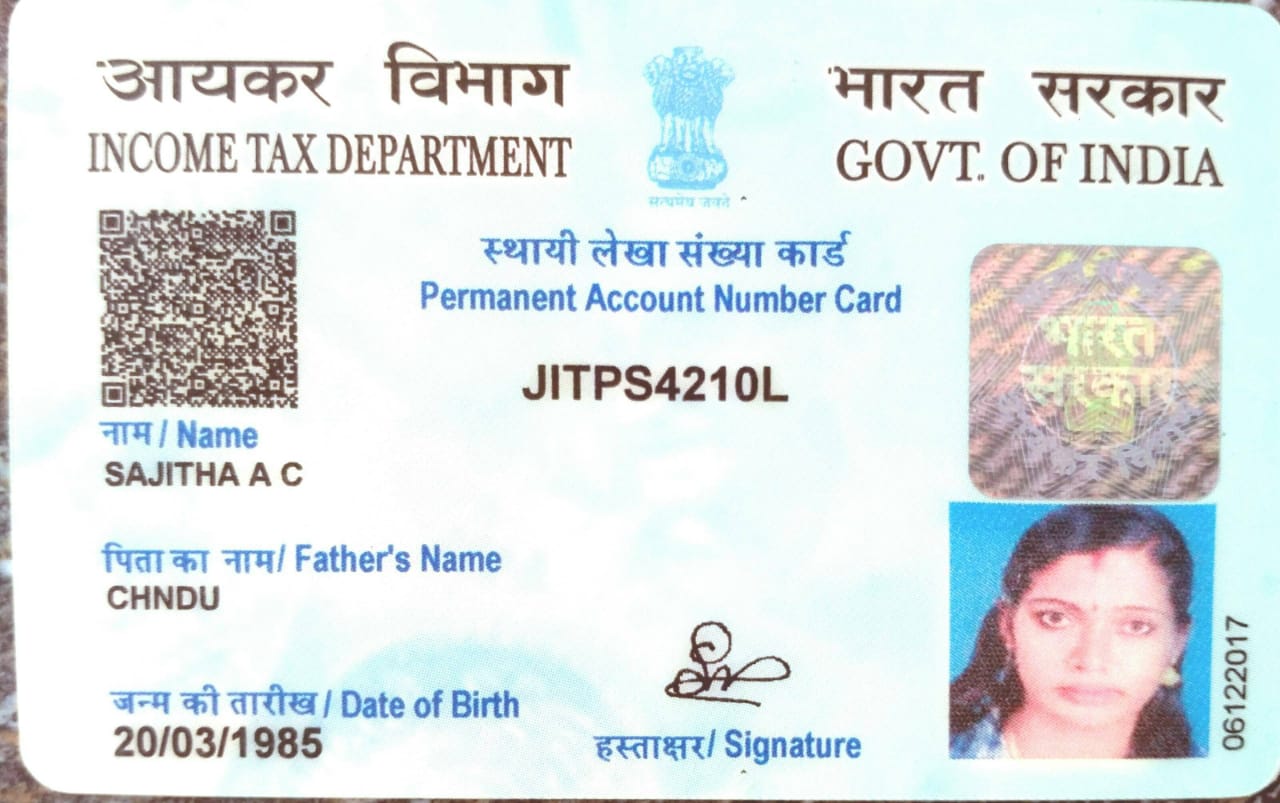 आयकर विभाग
INCOME TAX DEPARTMENT
सत्यमेव जयते
भारत सरकार
GOVT. OF INDIA
स्थायी लेखा संख्या कार्ड
Permanent Account Number Card
JITPS4210L
भारत
सरकार
नाम / Name
SAJITHA A C
पिता का नाम/ Father's Name
CHNDU
जन्म की तारीख / Date of Birth
20/03/1985
हस्ताक्षर/ Signature
06122017